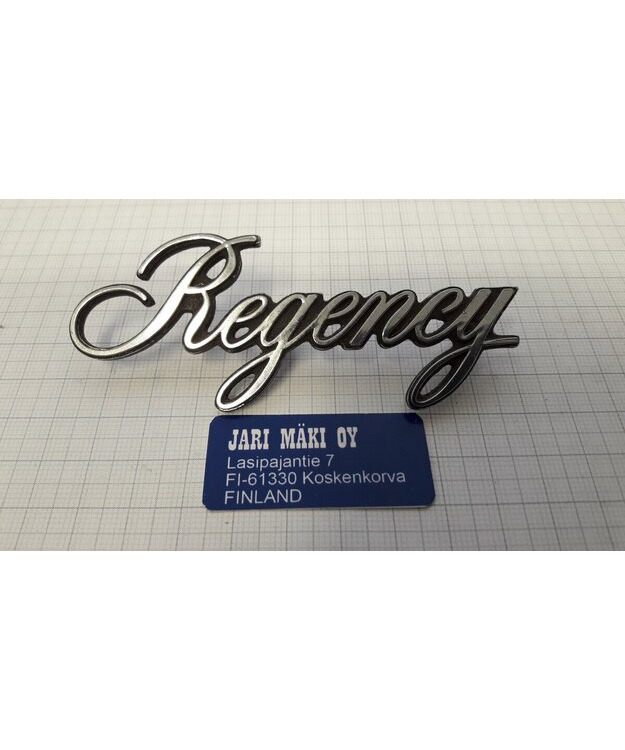 Regency
JARI MÄKI OY
Lasipajantie 7
FI-61330 Koskenkorva
FINLAND